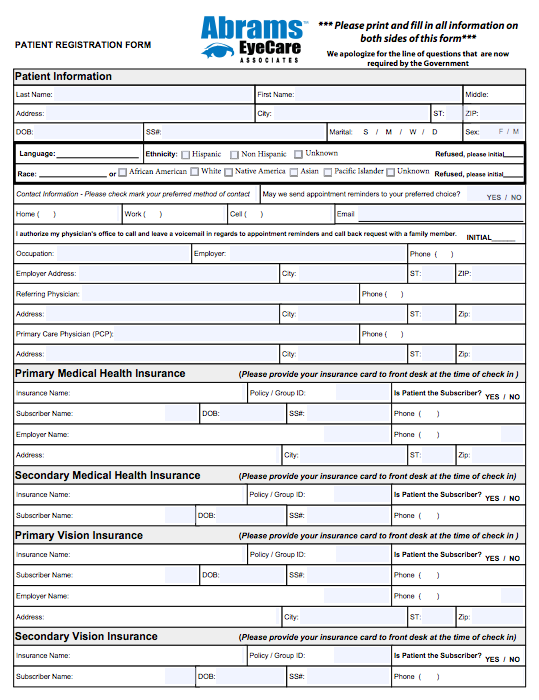 PATIENT REGISTRATION FORM
Abrams™
EyeCare
ASSOCIATES
*** Please print and fill in all information on
both sides of this form***
We apologize for the line of questions that are now
required by the Government
Patient Information
Last Name: First Name: Middle:
Address: City: ST: ZIP:
DOB: SS#: Marital: S / M / W / D Sex: F / M
Language: Ethnicity: Hispanic Non Hispanic Unknown Refused, please initial
Race: or African American White Native America Asian Pacific Islander Unknown Refused, please initial
Contact Information - Please check mark your preferred method of contact May we send appointment reminders to your preferred choice? YES / NO
Home ( ) Work ( ) Cell ( ) Email
I authorize my physician's office to call and leave a voicemail in regards to appointment reminders and call back request with a family member. INITIAL
Occupation: Employer: Phone ( )
Employer Address: City: ST: ZIP:
Referring Physician: Phone ( )
Address: City: ST: Zip:
Primary Care Physician (PCP): Phone ( )
Address: City: ST: Zip:
Primary Medical Health Insurance (Please provide your insurance card to front desk at the time of check in )
Insurance Name: Policy / Group ID: Is Patient the Subscriber? YES / NO
Subscriber Name: DOB: SS#: Phone ( )
Employer Name: Phone ( )
Address: City: ST: Zip:
Secondary Medical Health Insurance (Please provide your insurance card to front desk at the time of check in)
Insurance Name: Policy / Group ID: Is Patient the Subscriber? YES / NO
Subscriber Name: DOB: SS#: Phone ( )
Primary Vision Insurance (Please provide your insurance card to front desk at the time of check in )
Insurance Name: Policy / Group ID: Is Patient the Subscriber? YES / NO
Subscriber Name: DOB: SS#: Phone ( )
Employer Name: Phone ( )
Address: City: ST: Zip:
Secondary Vision Insurance (Please provide your insurance card to front desk at the time of check in)
Insurance Name: Policy / Group ID: Is Patient the Subscriber? YES / NO
Subscriber Name: DOB: SS#: Phone ( )